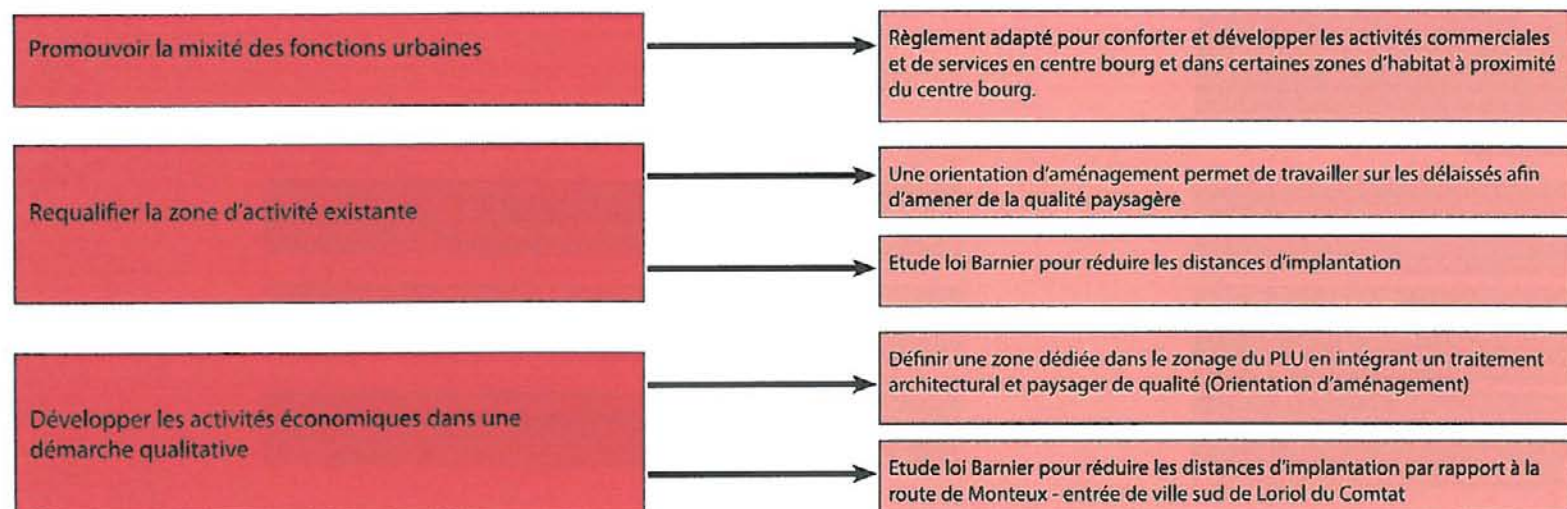 Promouvoir la mixité des fonctions urbaines
Règlement adapté pour conforter et développer les activités commerciales
et de services en centre bourg et dans certaines zones d'habitat à proximité
du centre bourg.
Requalifier la zone d'activité existante
Une orientation d'aménagement permet de travailler sur les délaissés afin
d'amener de la qualité paysagère
Etude loi Barnier pour réduire les distances d'implantation
Développer les activités économiques dans une
démarche qualitative
Définir une zone dédiée dans le zonage du PLU en intégrant un traitement
architectural et paysager de qualité (Orientation d'aménagement)
Etude loi Barnier pour réduire les distances d'implantation par rapport à la
route de Monteux - entrée de ville sud de Loriol du Comtat